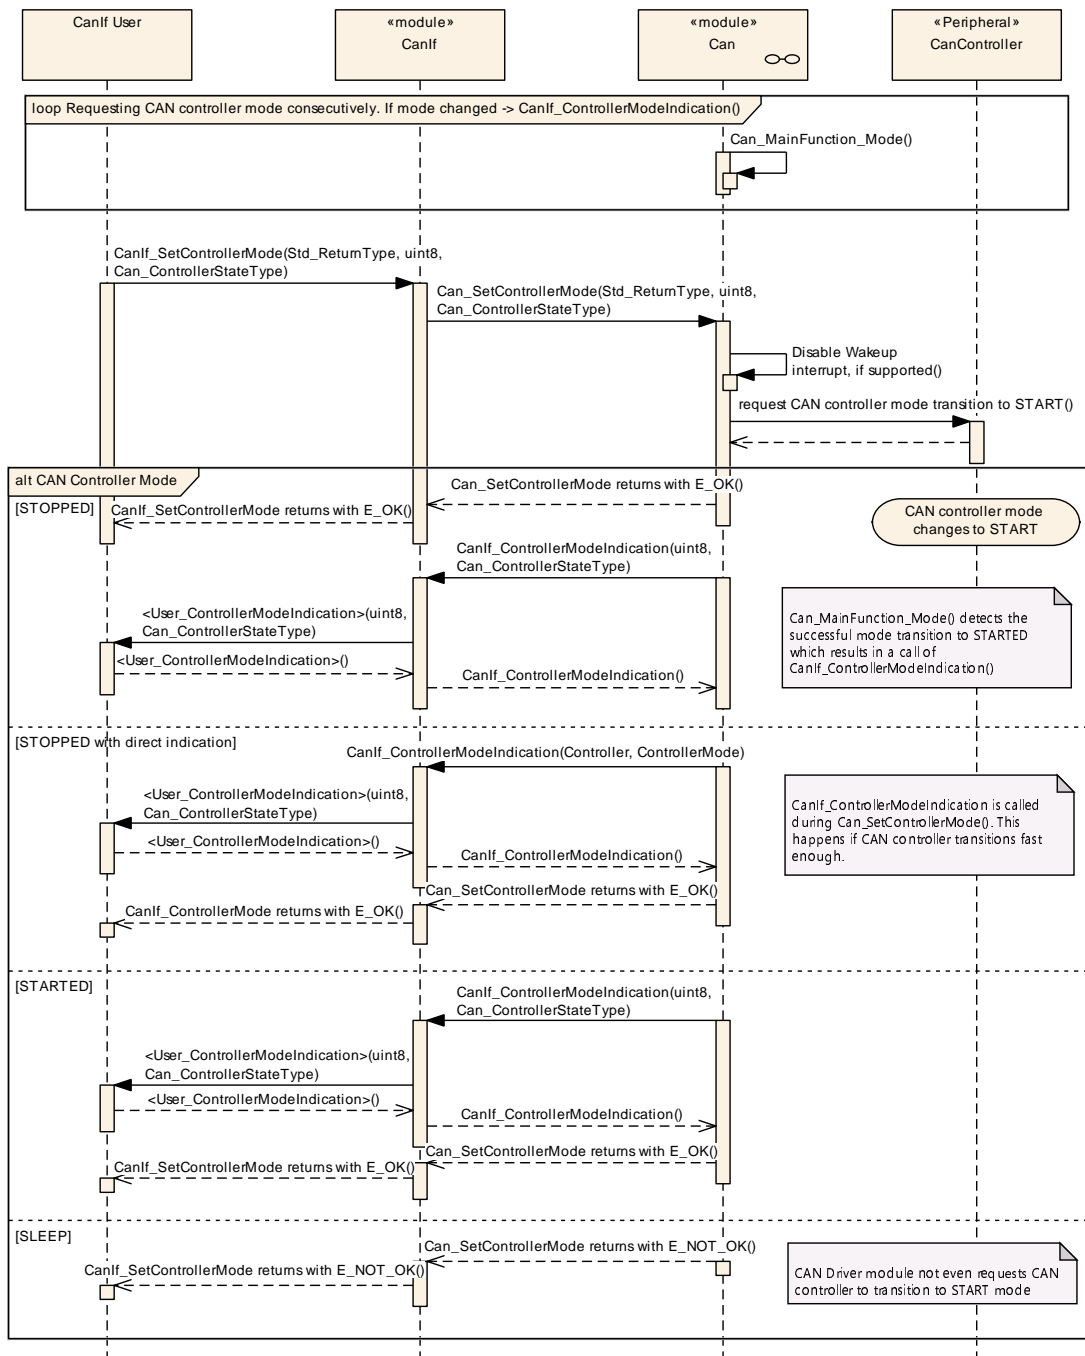 CanIf User
«module»
CanIf
«module»
Can
«Peripheral»
CanController
loop Requesting CAN controller mode consecutively. If mode changed -> CanIf_ControllerModeIndication()
Can_MainFunction_Mode()
CanIf_SetControllerMode(Std_ReturnType, uint8,
Can_ControllerStateType)
Can_SetControllerMode(Std_ReturnType, uint8,
Can_ControllerStateType)
Disable Wakeup
interrupt, if supported()
request CAN controller mode transition to START()
alt CAN Controller Mode
[STOPPED]
Can_SetControllerMode returns with E_OK()
CanIf_SetControllerMode returns with E_OK()
CAN controller mode
changes to START
CanIf_ControllerModeIndication(uint8,
Can_ControllerStateType)
<User_ControllerModeIndication>(uint8,
Can_ControllerStateType)
<User_ControllerModeIndication>()
CanIf_ControllerModeIndication()
Can_MainFunction_Mode() detects the
successful mode transition to STARTED
which results in a call of
CanIf_ControllerModeIndication()
[STOPPED with direct indication]
CanIf_ControllerModeIndication(Controller, ControllerMode)
<User_ControllerModeIndication>(uint8,
Can_ControllerStateType)
<User_ControllerModeIndication>()
CanIf_ControllerModeIndication()
Can_SetControllerMode returns with E_OK()
CanIf_ControllerMode returns with E_OK()
CanIf_ControllerModeIndication is called
during Can_SetControllerMode(). This
happens if CAN controller transitions fast
enough.
[STARTED]
CanIf_ControllerModeIndication(uint8,
Can_ControllerStateType)
<User_ControllerModeIndication>(uint8,
Can_ControllerStateType)
<User_ControllerModeIndication>()
CanIf_ControllerModeIndication()
Can_SetControllerMode returns with E_OK()
CanIf_SetControllerMode returns with E_OK()
[SLEEP]
Can_SetControllerMode returns with E_NOT_OK()
CanIf_SetControllerMode returns with E_NOT_OK()
CAN Driver module not even requests CAN
controller to transition to START mode